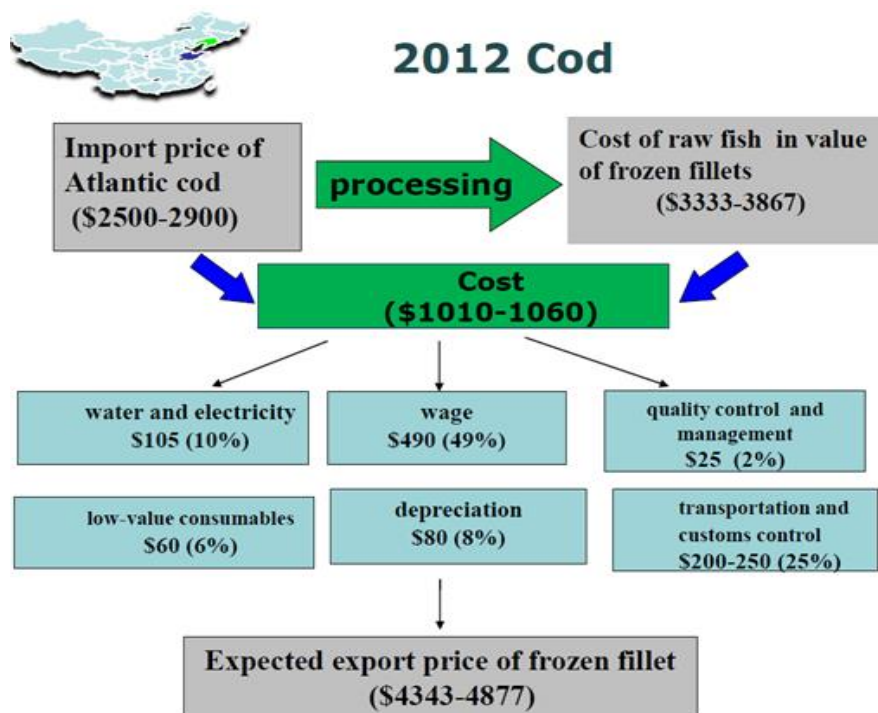 2012 Cod
Import price of
Atlantic cod
($2500-2900)
processing
Cost of raw fish in value
of frozen fillets
($3333-3867)
Cost
($1010-1060)
water and electricity
$105 (10%)
wage
$490 (49%)
quality control and
management
$25 (2%)
low-value consumables
$60 (6%)
depreciation
$80 (8%)
transportation and
customs control
$200-250 (25%)
Expected export price of frozen fillet
($4343-4877)